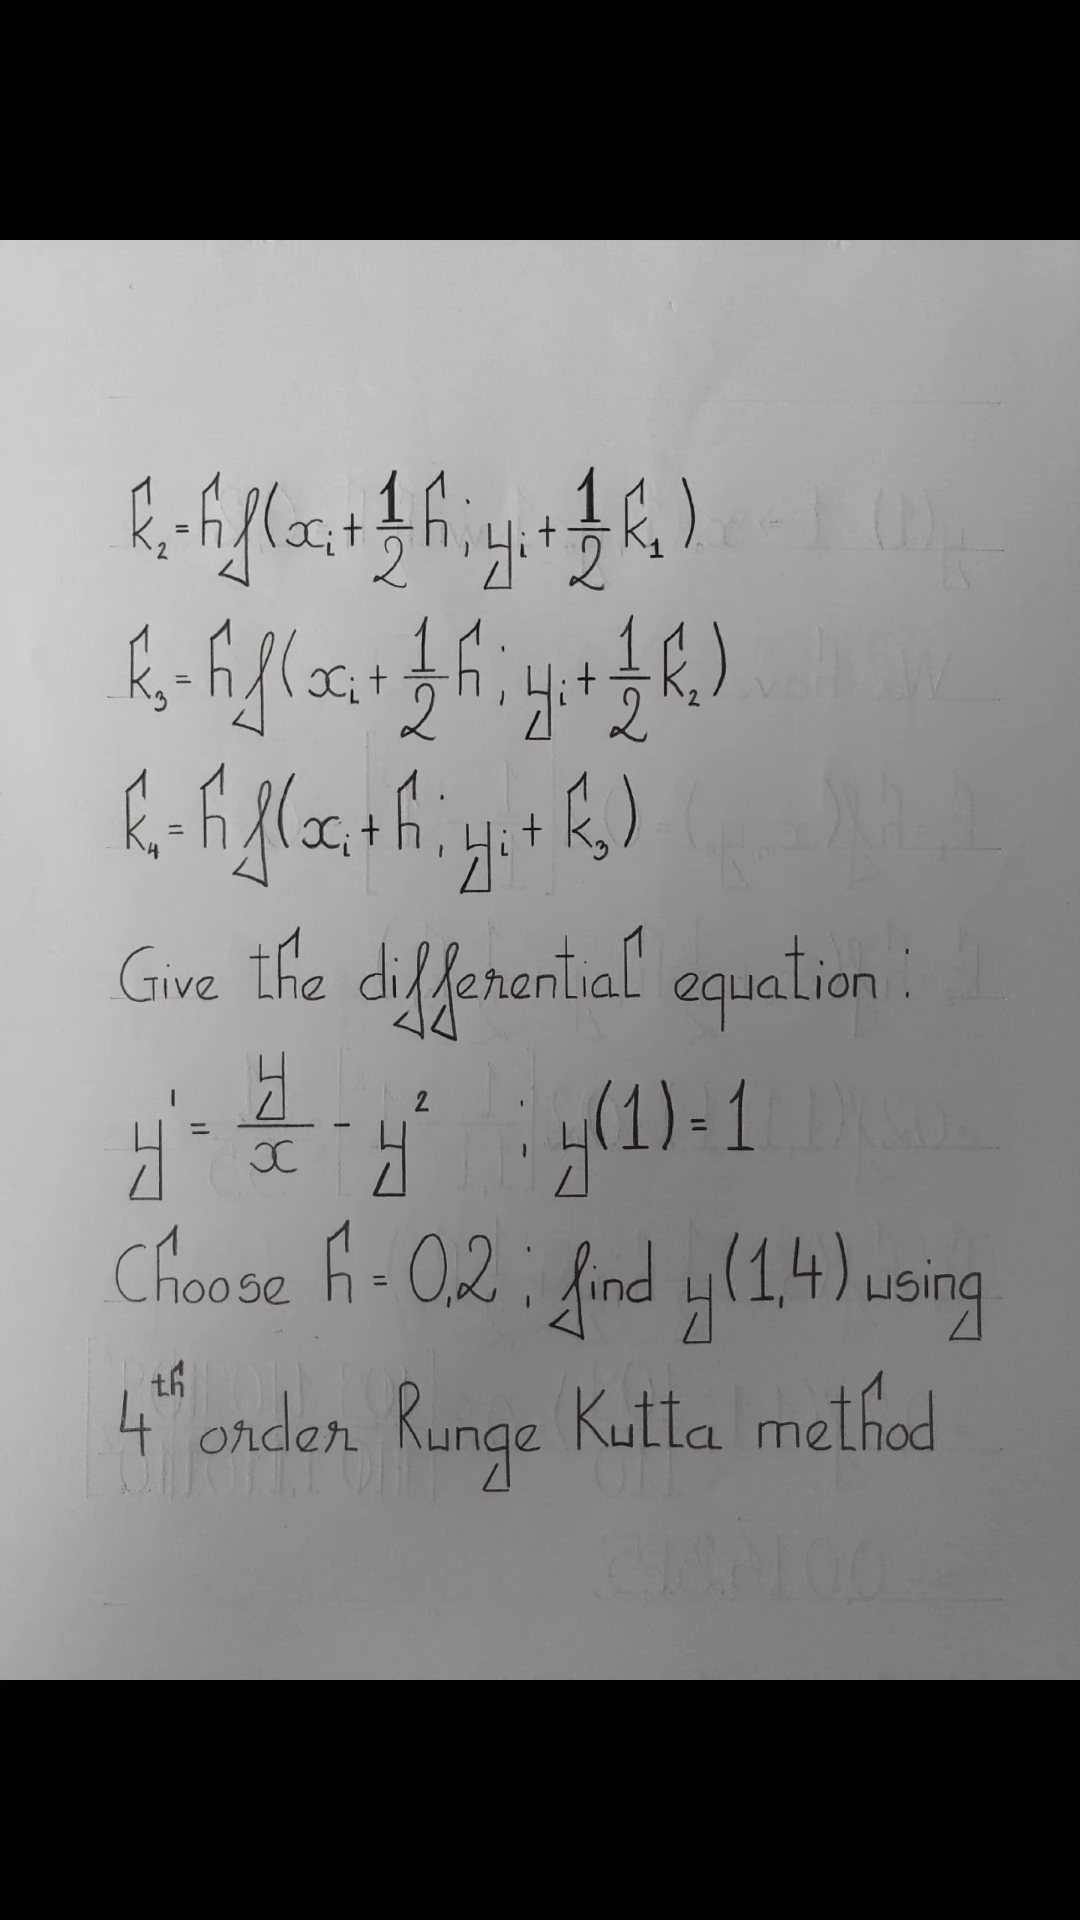 k₂ = hf(xᵢ + 1/2 h ; yᵢ + 1/2 k₁)
k₃ = hf(xᵢ + 1/2 h ; yᵢ + 1/2 k₂)
k₄ = hf(xᵢ + h ; yᵢ + k₃)
Give the differential equation :
y' = y/x - y² ; y(1) = 1
Choose h = 0,2 ; find y(1,4) using
4th order Runge Kutta method